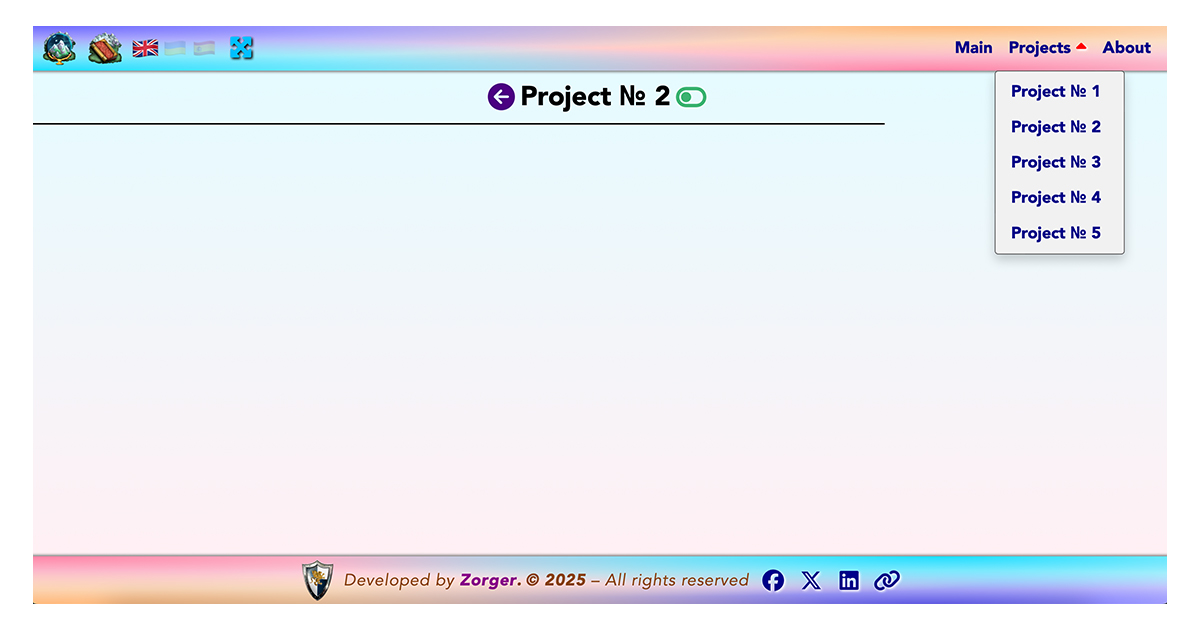 Main Projects About
Project № 2
Project № 1
Project № 2
Project № 3
Project № 4
Project № 5
Developed by Zorger. © 2025 – All rights reserved